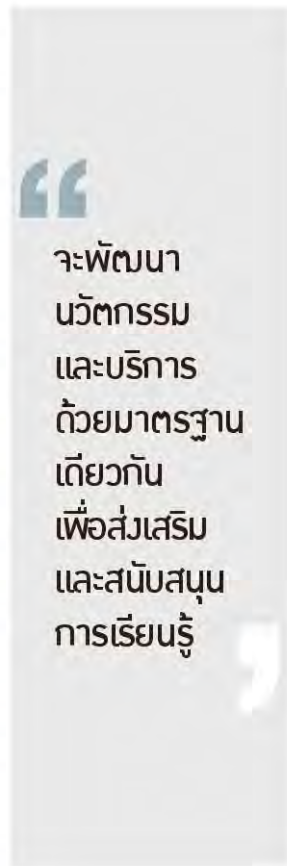 “
จะพัฒนา
นวัตกรรม
และบริการ
ด้วยมาตรฐาน
เดียวกัน
เพื่อส่งเสริม
และสนับสนุน
การเรียนรู้
”